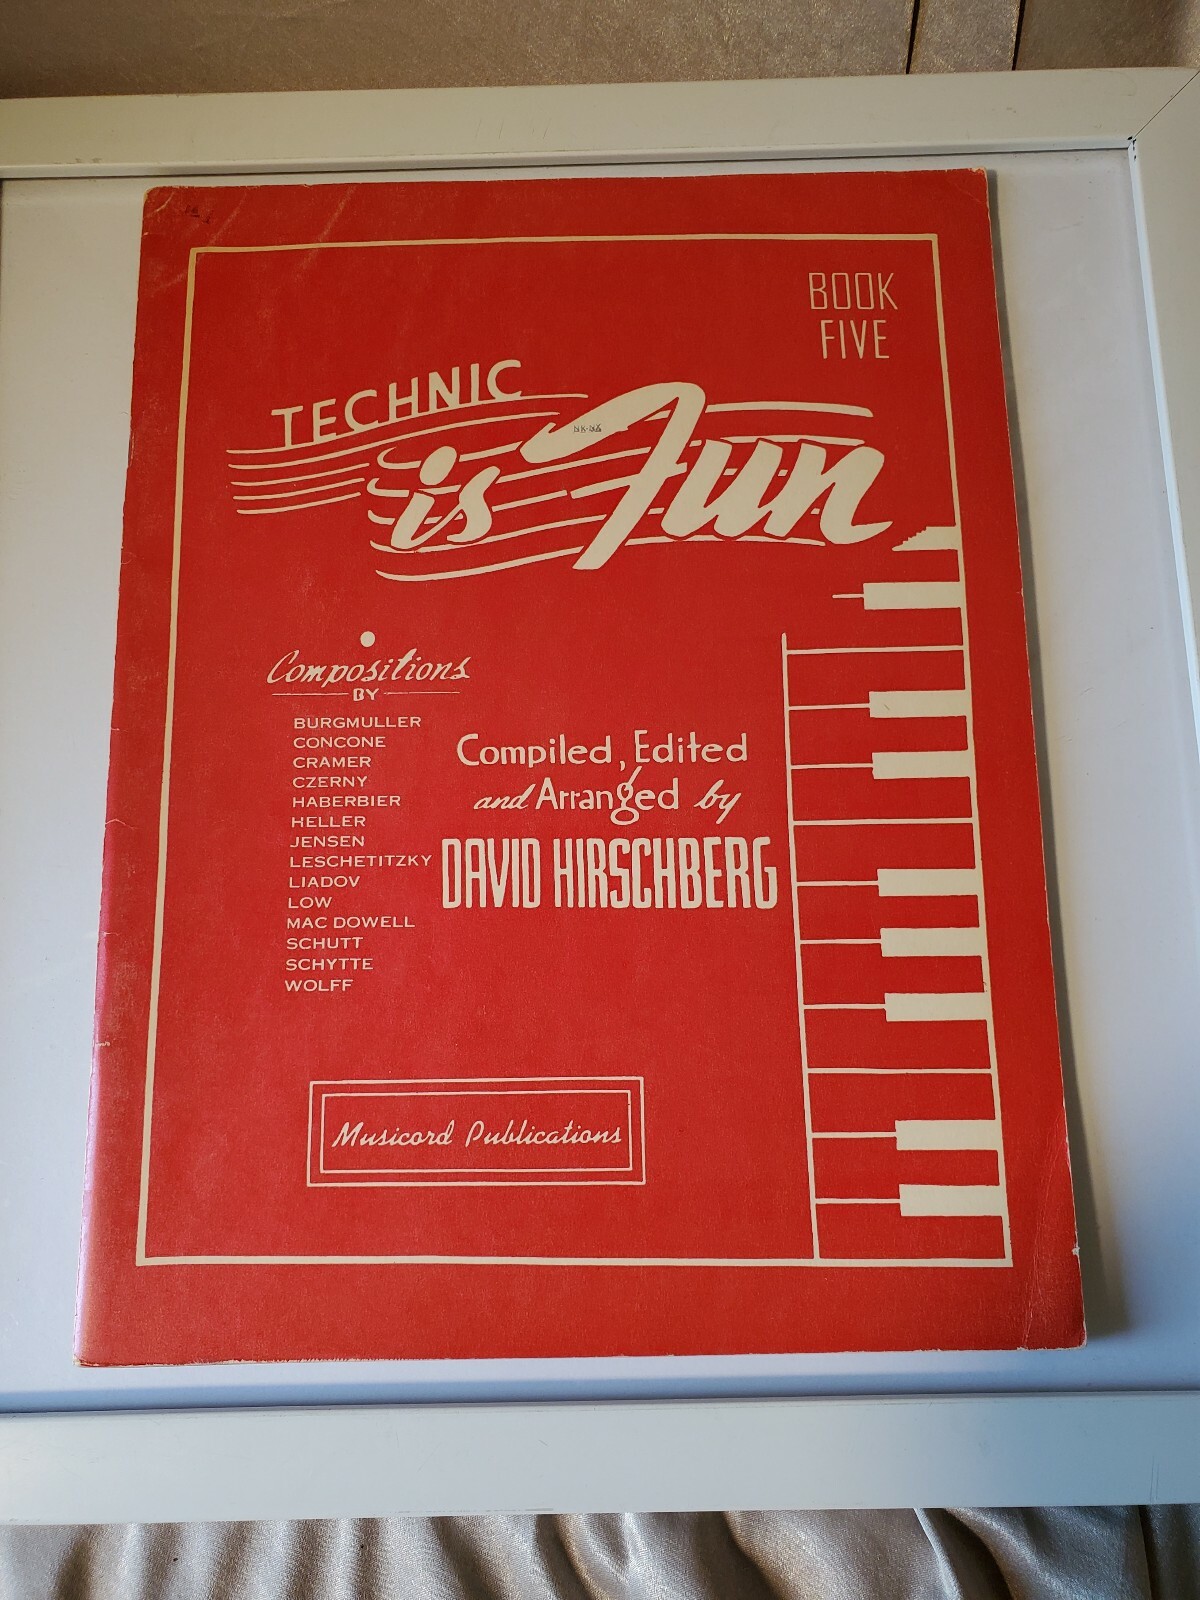 BOOK
FIVE
TECHNIC
is Fun
Compositions
BY
BURGMULLER
CONCONE
CRAMER
CZERNY
HABERBIER
HELLER
JENSEN
LESCHETITZKY
LIADOV
LOW
MAC DOWELL
SCHUTT
SCHYTTE
WOLFF
Compiled, Edited
and Arranged by
DAVID HIRSCHBERG
Musicord Publications